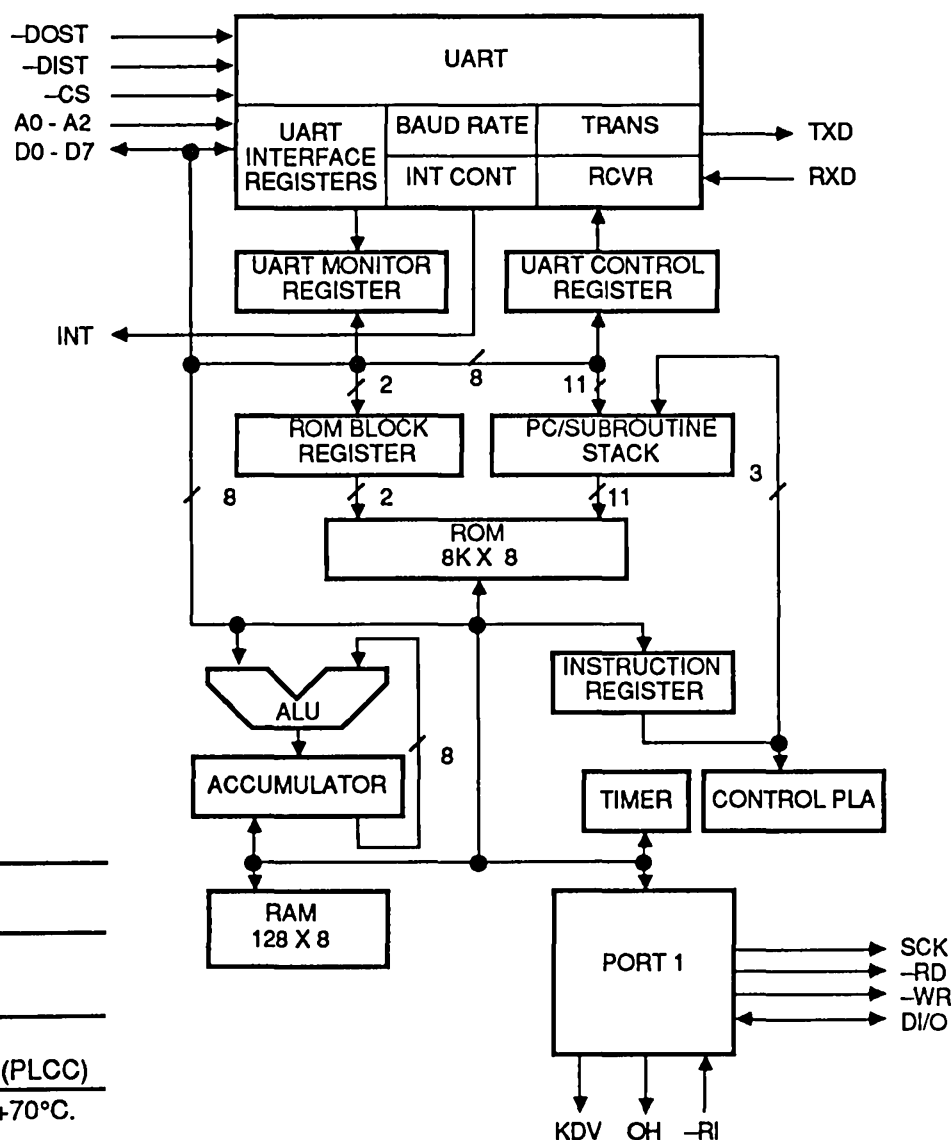 –DOST
–DIST
–CS
A0 - A2
D0 - D7
UART
UART
INTERFACE
REGISTERS
BAUD RATE
TRANS
INT CONT
RCVR
TXD
RXD
UART MONITOR
REGISTER
UART CONTROL
REGISTER
INT
8
2
11
ROM BLOCK
REGISTER
PC/SUBROUTINE
STACK
3
8
2
11
ROM
8K X 8
INSTRUCTION
REGISTER
ALU
8
ACCUMULATOR
TIMER
CONTROL PLA
RAM
128 X 8
PORT 1
SCK
–RD
–WR
DI/O
(PLCC)
+70°C.
KDV
OH
–RI